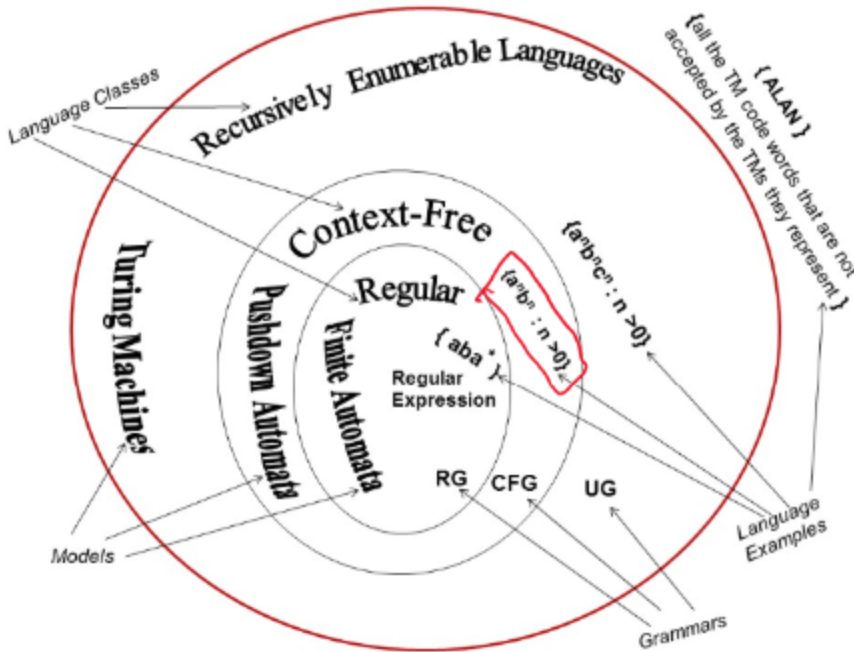 Language Classes
Recursively Enumerable Languages
{ALAN }
{all the TM code words that are not
accepted by the TMs they represent }
Context-Free
{aⁿbⁿcⁿ : n >0}
Turing Machines
Pushdown Automata
Regular
{aⁿbⁿ : n >0}
Finite Automata
{ aba* }
Regular
Expression
RG
CFG
UG
Language
Examples
Models
Grammars